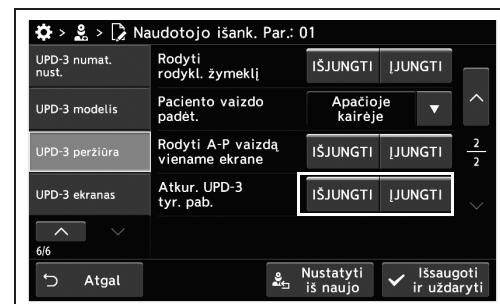 > > Naudotojo išank. Par.: 01
UPD-3 numat.
nust.
Rodyti
rodykl. žymeklį
IŠJUNGTI ĮJUNGTI
UPD-3 modelis
Paciento vaizdo
padėt.
Apačioje
kairėje
UPD-3 peržiūra
Rodyti A-P vaizdą
viename ekrane
IŠJUNGTI ĮJUNGTI
2
2
UPD-3 ekranas
Atkur. UPD-3
tyr. pab.
IŠJUNGTI ĮJUNGTI
6/6
Atgal
Nustatyti
iš naujo
Išsaugoti
ir uždaryti